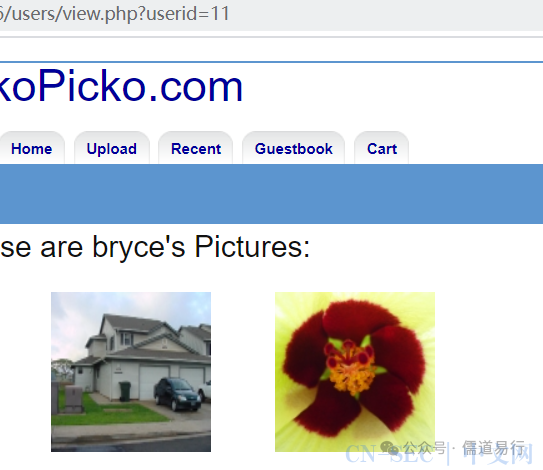 6/users/view.php?userid=11
koPicko.com
Home Upload Recent Guestbook Cart
se are bryce's Pictures:
公众号 · 儒道易行
CN-SEC 中文网